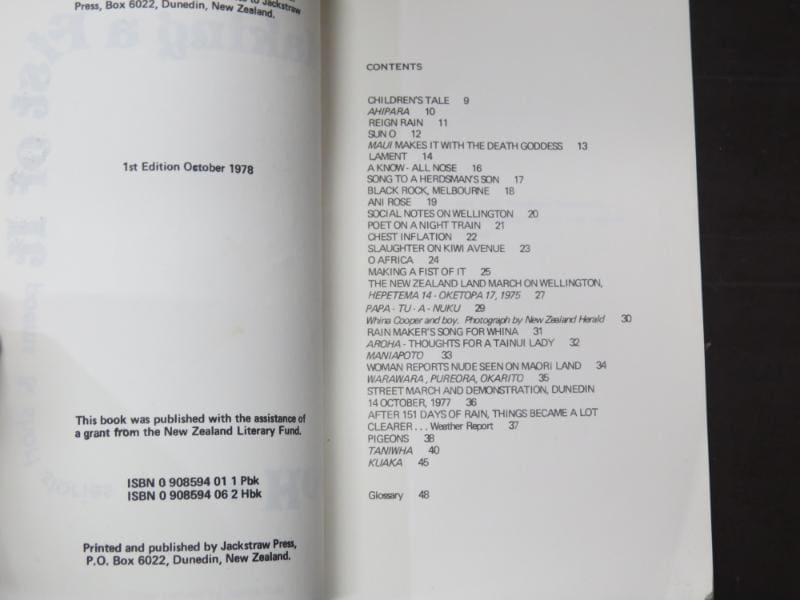 to Jackstraw
Press, Box 6022, Dunedin, New Zealand.
1st Edition October 1978
This book was published with the assistance of
a grant from the New Zealand Literary Fund.
ISBN 0 908594 01 1 Pbk
ISBN 0 908594 06 2 Hbk
Printed and published by Jackstraw Press,
P.O. Box 6022, Dunedin, New Zealand.
CONTENTS
CHILDREN'S TALE 9
AHIPARA 10
REIGN RAIN 11
SUN O 12
MAUI MAKES IT WITH THE DEATH GODDESS 13
LAMENT 14
A KNOW - ALL NOSE 16
SONG TO A HERDSMAN'S SON 17
BLACK ROCK, MELBOURNE 18
ANI ROSE 19
SOCIAL NOTES ON WELLINGTON 20
POET ON A NIGHT TRAIN 21
CHEST INFLATION 22
SLAUGHTER ON KIWI AVENUE 23
O AFRICA 24
MAKING A FIST OF IT 25
THE NEW ZEALAND LAND MARCH ON WELLINGTON,
HEPETEMA 14 - OKETOPA 17, 1975 27
PAPA - TU - A - NUKU 29
Whina Cooper and boy. Photograph by New Zealand Herald 30
RAIN MAKER'S SONG FOR WHINA 31
AROHA - THOUGHTS FOR A TAINUI LADY 32
MANIAPOTO 33
WOMAN REPORTS NUDE SEEN ON MAORI LAND 34
WARAWARA, PUREORA, OKARITO 35
STREET MARCH AND DEMONSTRATION, DUNEDIN
14 OCTOBER, 1977 36
AFTER 151 DAYS OF RAIN, THINGS BECAME A LOT
CLEARER . . . Weather Report 37
PIGEONS 38
TANIWHA 40
KUAKA 45
Glossary 48